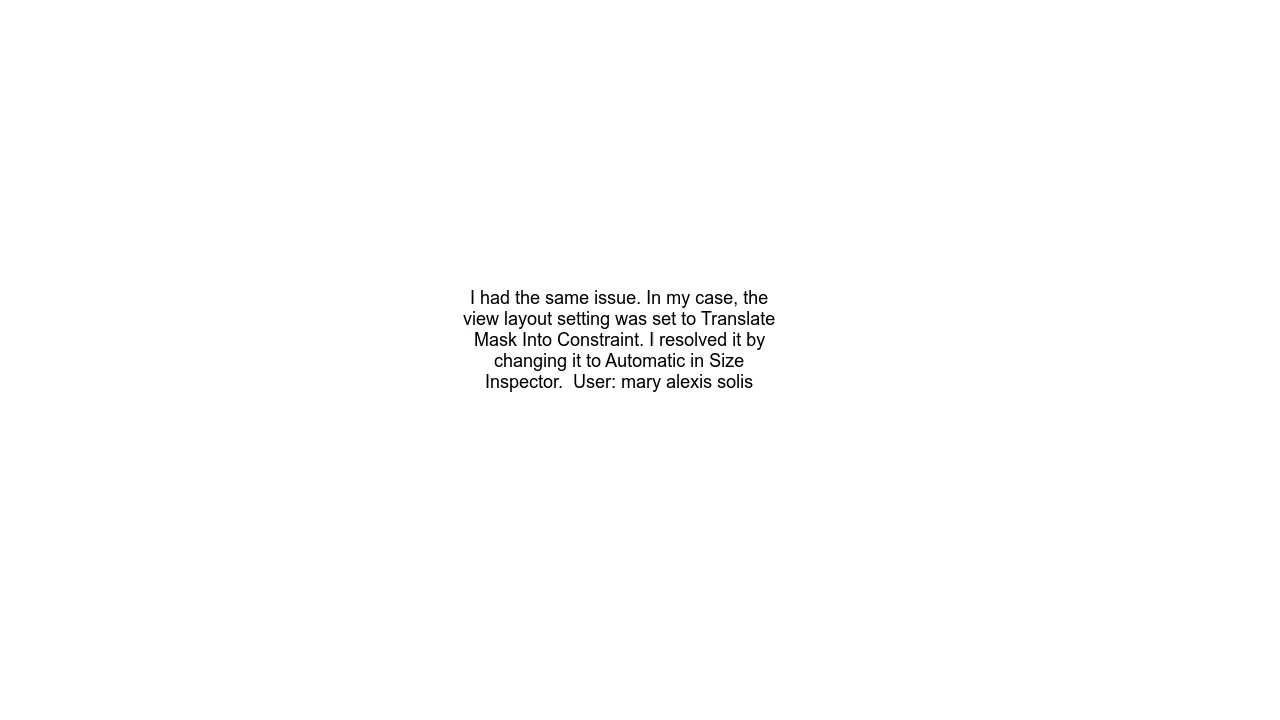 I had the same issue. In my case, the
view layout setting was set to Translate
Mask Into Constraint. I resolved it by
changing it to Automatic in Size
Inspector.  User: mary alexis solis